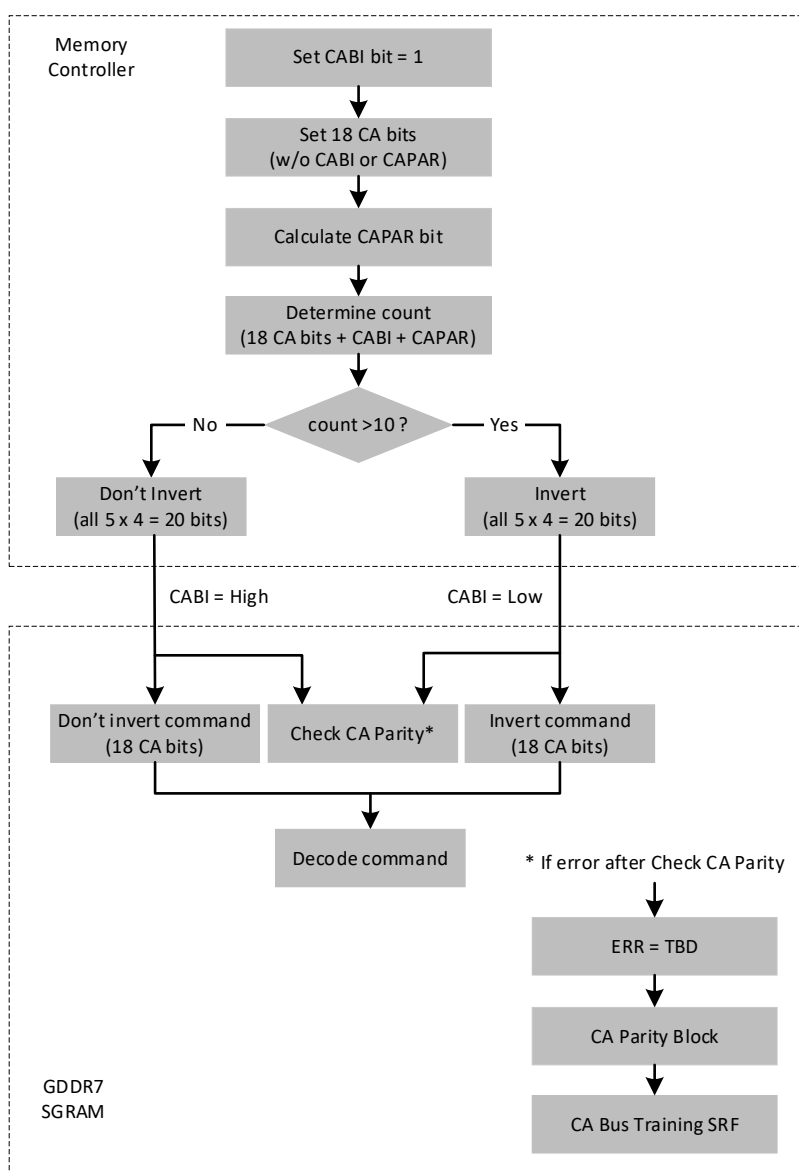 Memory
Controller
Set CABI bit = 1
Set 18 CA bits
(w/o CABI or CAPAR)
Calculate CAPAR bit
Determine count
(18 CA bits + CABI + CAPAR)
count >10 ?
No
Yes
Don't Invert
(all 5 x 4 = 20 bits)
Invert
(all 5 x 4 = 20 bits)
CABI = High
CABI = Low
Don't invert command
(18 CA bits)
Check CA Parity*
Invert command
(18 CA bits)
Decode command
* If error after Check CA Parity
ERR = TBD
CA Parity Block
CA Bus Training SRF
GDDR7
SGRAM